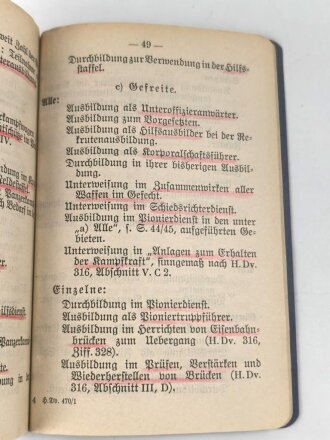 — 49 —
Durchbildung zur Verwendung in der Hilfs-
staffel.
c) Gefreite.
Alle:
Ausbildung als Unteroffizieranwärter.
Ausbildung zum Vorgesetzten.
Ausbildung als Hilfsausbilder bei der Re-
krutenausbildung.
Ausbildung als Korporalschaftsführer.
Durchbildung in ihrer bisherigen Ausbil-
dung.
Unterweisung im Zusammenwirken aller
Waffen im Gefecht.
Unterweisung im Schiedsrichterdienst.
Ausbildung im Pionierdienst in den unter
„a) Alle“, s. S. 44/45, aufgeführten Ge-
bieten.
Unterweisung in „Anlagen zum Erhalten
der Kampfkraft“, sinngemäß nach H. Dv.
316, Abschnitt V. C 2.
Einzelne:
Durchbildung im Pionierdienst.
Ausbildung als Pioniertruppführer.
Ausbildung im Herrichten von Eisenbahn-
brücken zum Uebergang (H. Dv. 316,
Ziff. 328).
Ausbildung im Prüfen, Verstärken und
Wiederherstellen von Brücken (H. Dv.
316, Abschnitt III, D).
4 H. Dv. 470/1